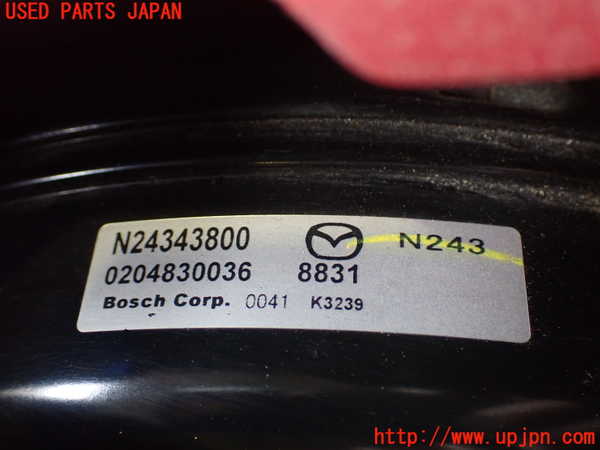 USED PARTS JAPAN
N24343800 N243
0204830036 8831
Bosch Corp. 0041 K3239
http://www.upjpn.com/